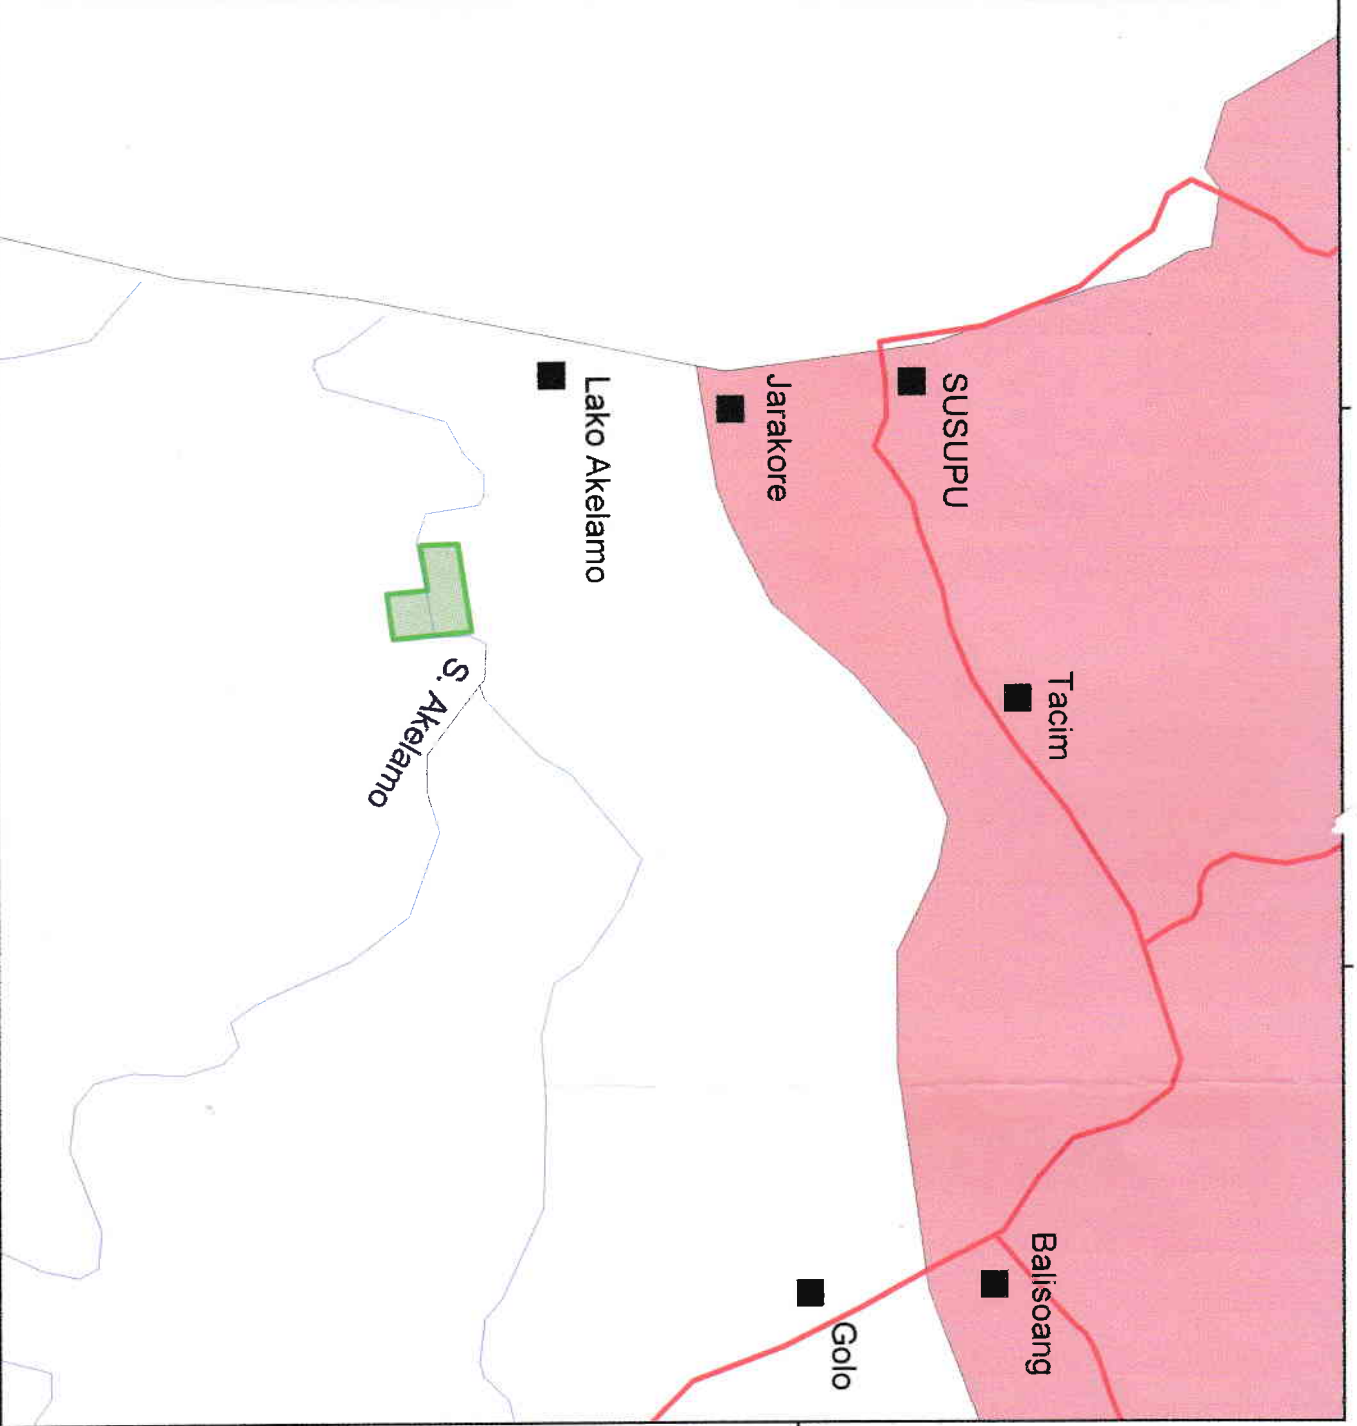 SUSUPU
Tacim
Balisoang
Jarakore
Golo
Lako Akelamo
S. Akelamo